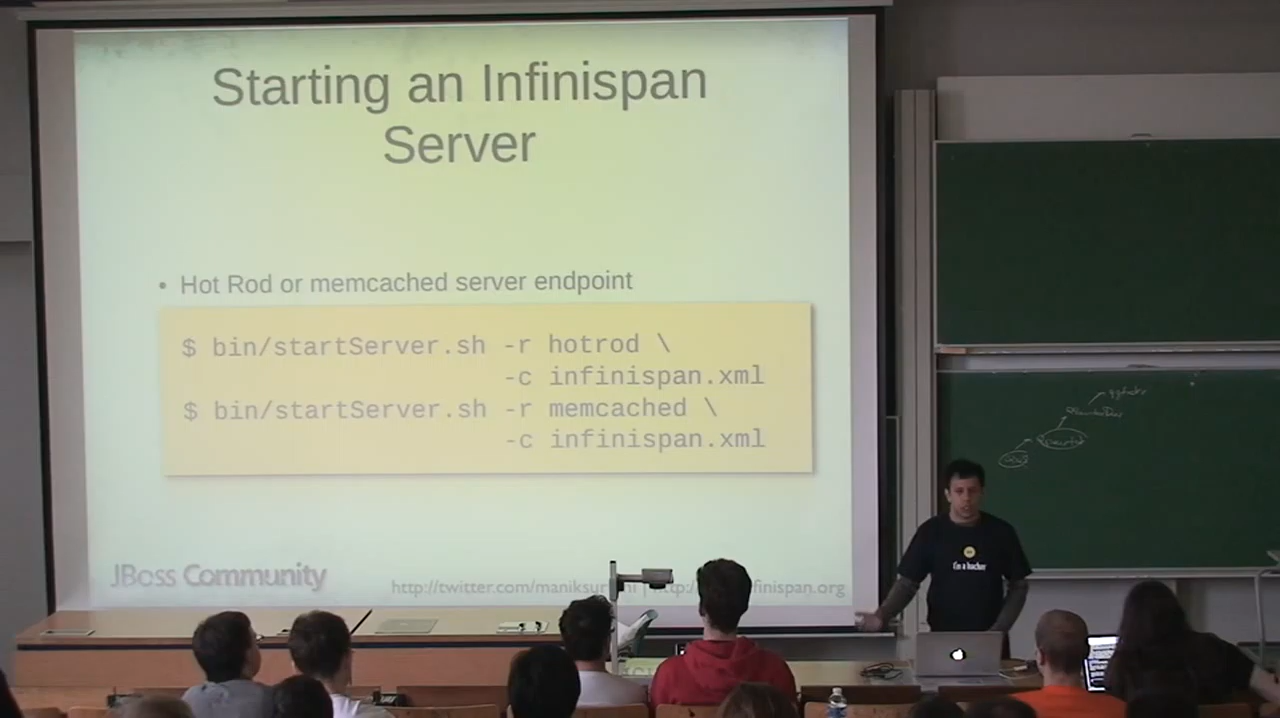 Starting an Infinispan
Server
• Hot Rod or memcached server endpoint
$ bin/startServer.sh -r hotrod \
-c infinispan.xml
$ bin/startServer.sh -r memcached \
-c infinispan.xml
JBoss Community
I'm a hacker